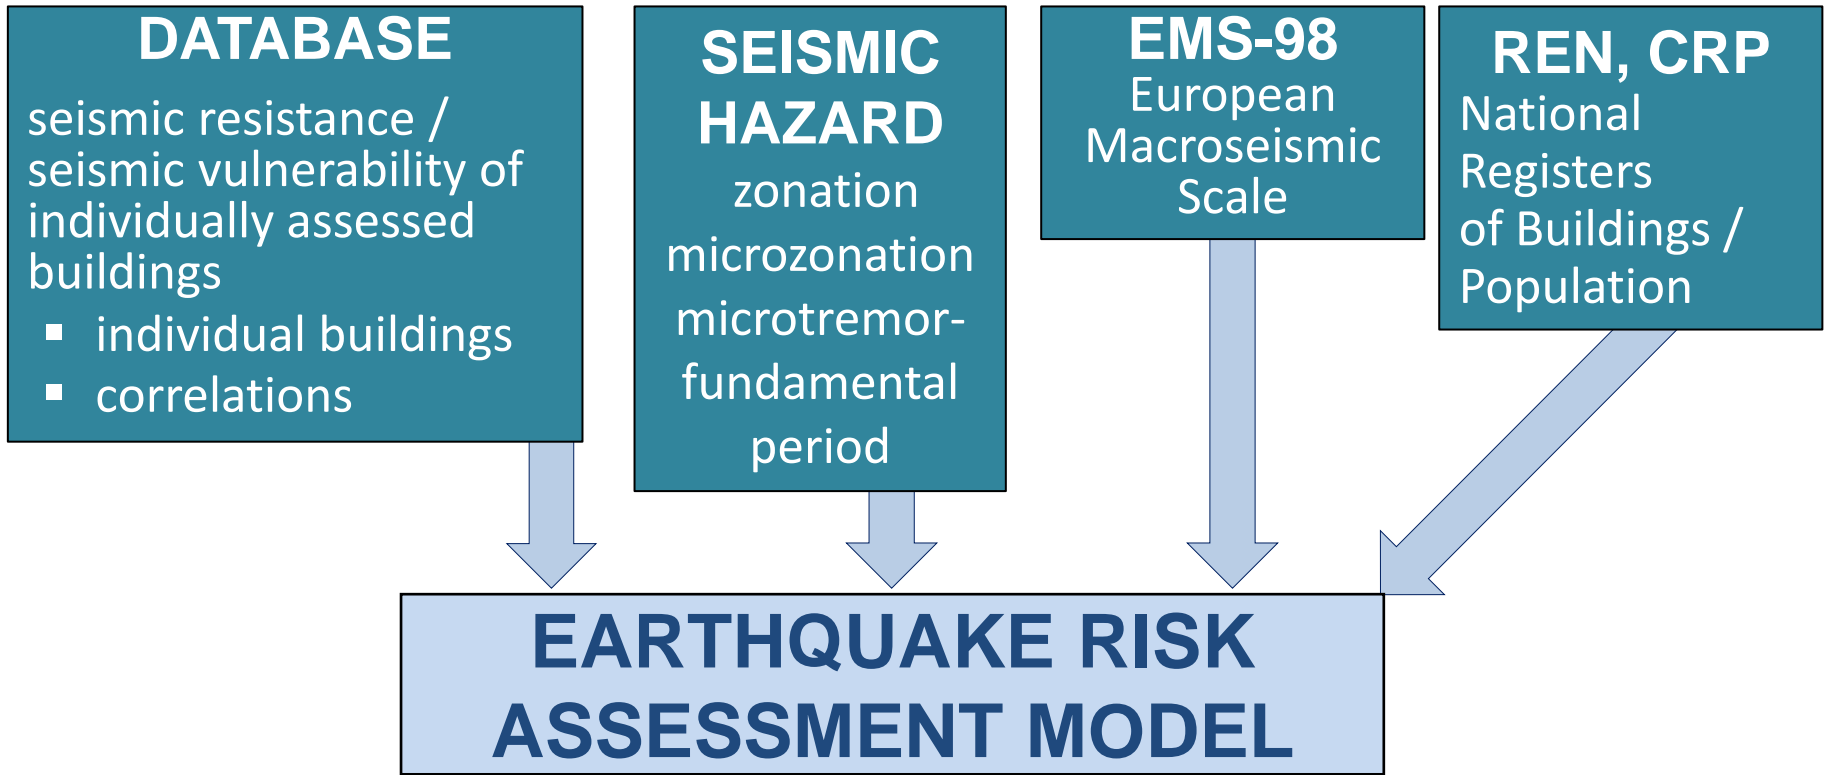 DATABASE
seismic resistance /
seismic vulnerability of
individually assessed
buildings
▪ individual buildings
▪ correlations
SEISMIC
HAZARD
zonation
microzonation
microtremor-
fundamental
period
EMS-98
European
Macroseismic
Scale
REN, CRP
National
Registers
of Buildings /
Population
EARTHQUAKE RISK
ASSESSMENT MODEL